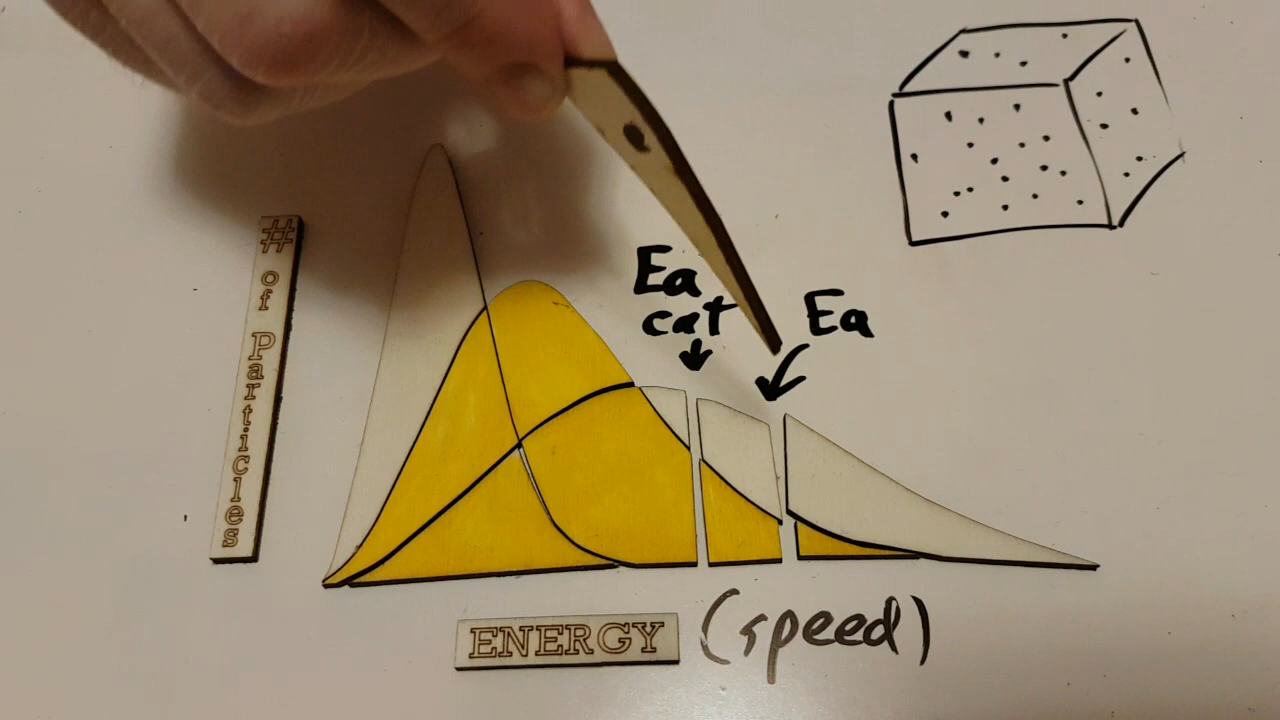 # of Particles
Ea
cat
Ea
ENERGY
(speed)